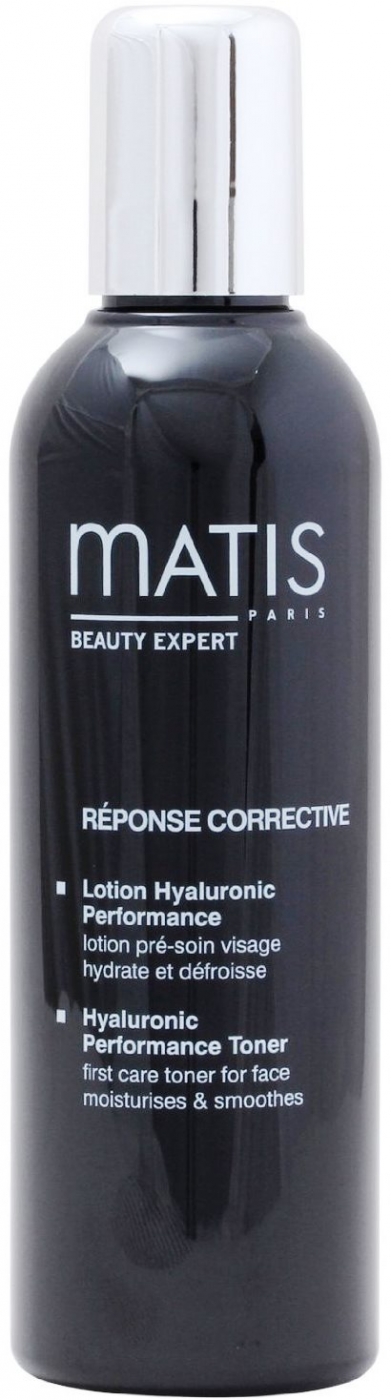 MATIS
PARIS
BEAUTY EXPERT
RÉPONSE CORRECTIVE
Lotion Hyaluronic
Performance
lotion pré-soin visage
hydrate et défroisse
Hyaluronic
Performance Toner
first care toner for face
moisturises & smoothes